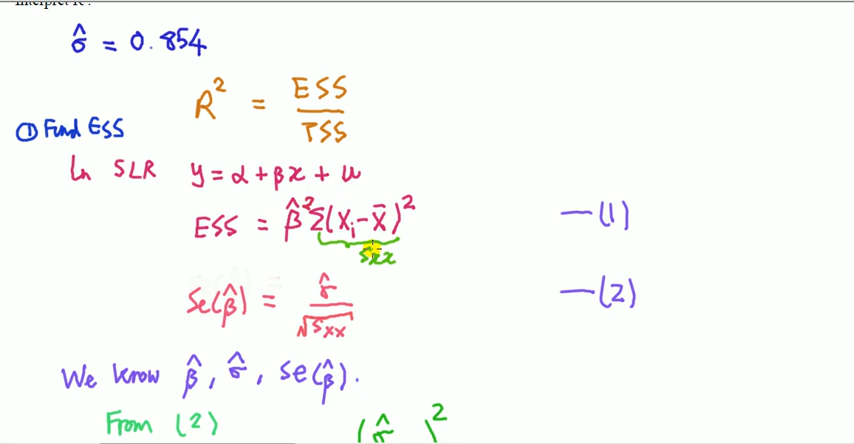 σ̂ = 0.854
R² = ESS / TSS
① Find ESS
In SLR y = α + βx + u
ESS = β̂² Σ(xᵢ - x̄)² —(1)
Sxx
Se(β̂) = σ̂ / √Sxx —(2)
We know β̂, σ̂, Se(β̂).
From (2) (σ̂ )²